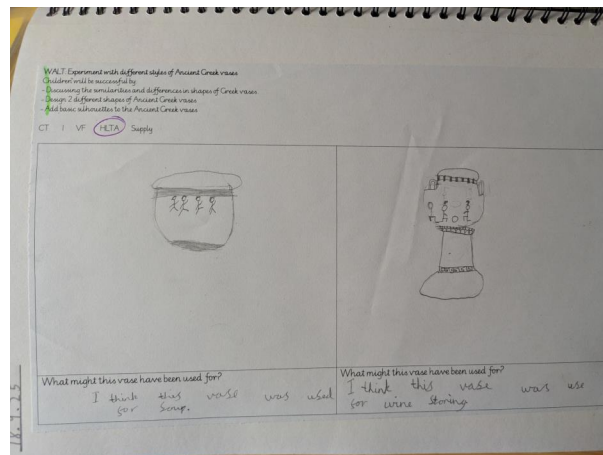 WALT: Experiment with different styles of Ancient Greek vases
Children will be successful by:
- Discussing the similarities and differences in shapes of Greek vases
- Design 2 different shapes of Ancient Greek vases
- Add basic silhouettes to the Ancient Greek vases
CT I VF HLTA Supply
What might this vase have been used for?
I think this vase was used
for soup.
What might this vase have been used for?
I think this vase was use
for wine storing
18.9.25